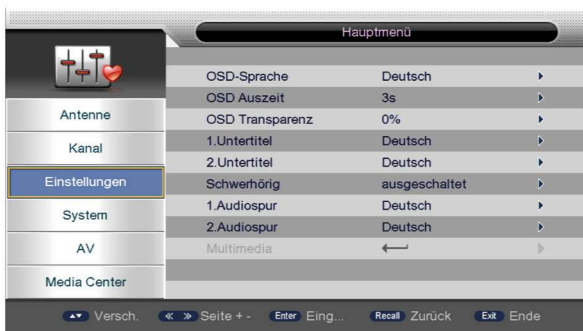 Hauptmenü
Antenne
Kanal
Einstellungen
System
AV
Media Center
OSD-Sprache Deutsch
OSD Auszeit 3s
OSD Transparenz 0%
1.Untertitel Deutsch
2.Untertitel Deutsch
Schwerhörig ausgeschaltet
1.Audiospur Deutsch
2.Audiospur Deutsch
Multimedia
Versch. Seite + - Enter Eing... Recall Zurück Exit Ende